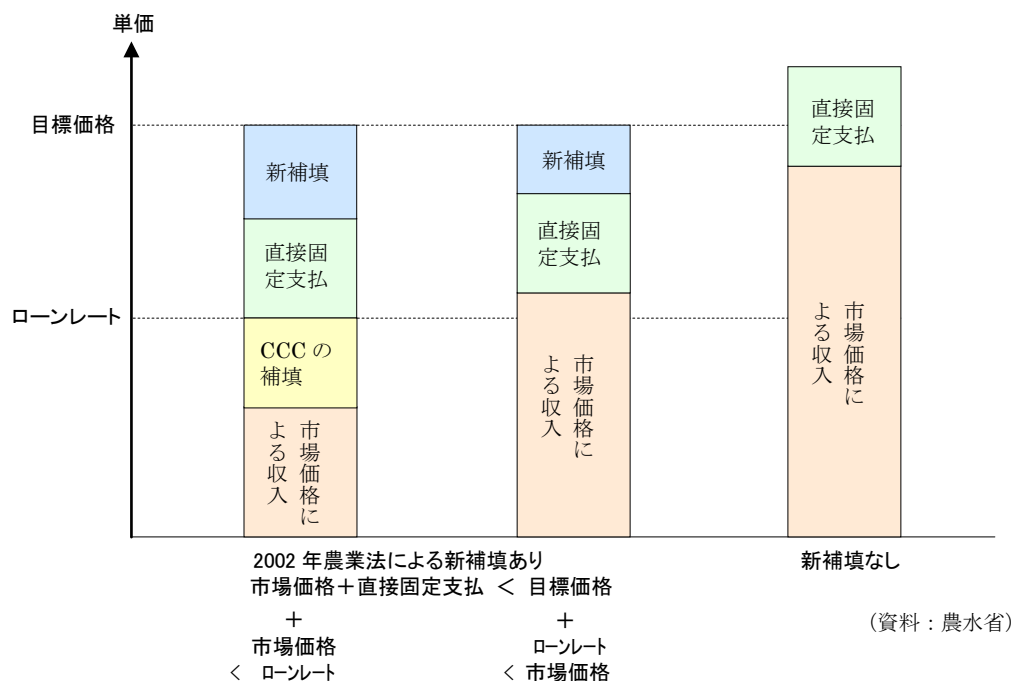 単価
目標価格
ローンレート
新補填
直接固
定支払
CCC の
補填
市場価格に
よる収入
新補填
直接固
定支払
市場価格に
よる収入
直接固
定支払
市場価格に
よる収入
2002 年農業法による新補填あり
市場価格＋直接固定支払 ＜ 目標価格
＋
市場価格
＜ ローンレート
＋
ローンレート
＜ 市場価格
新補填なし
（資料：農水省）